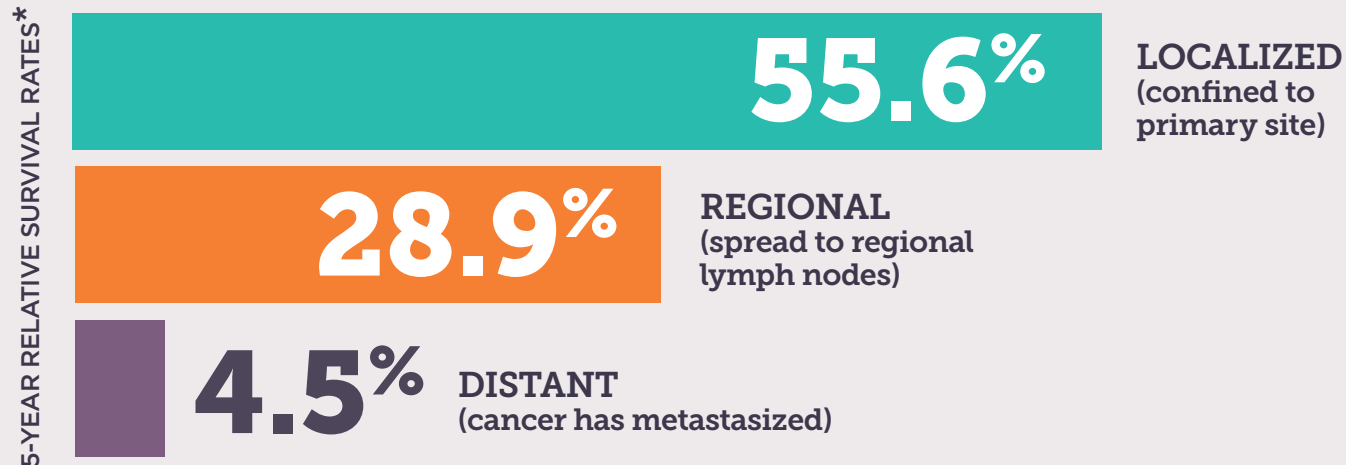 5-YEAR RELATIVE SURVIVAL RATES*
55.6%
LOCALIZED
(confined to
primary site)
28.9%
REGIONAL
(spread to regional
lymph nodes)
4.5%
DISTANT
(cancer has metastasized)